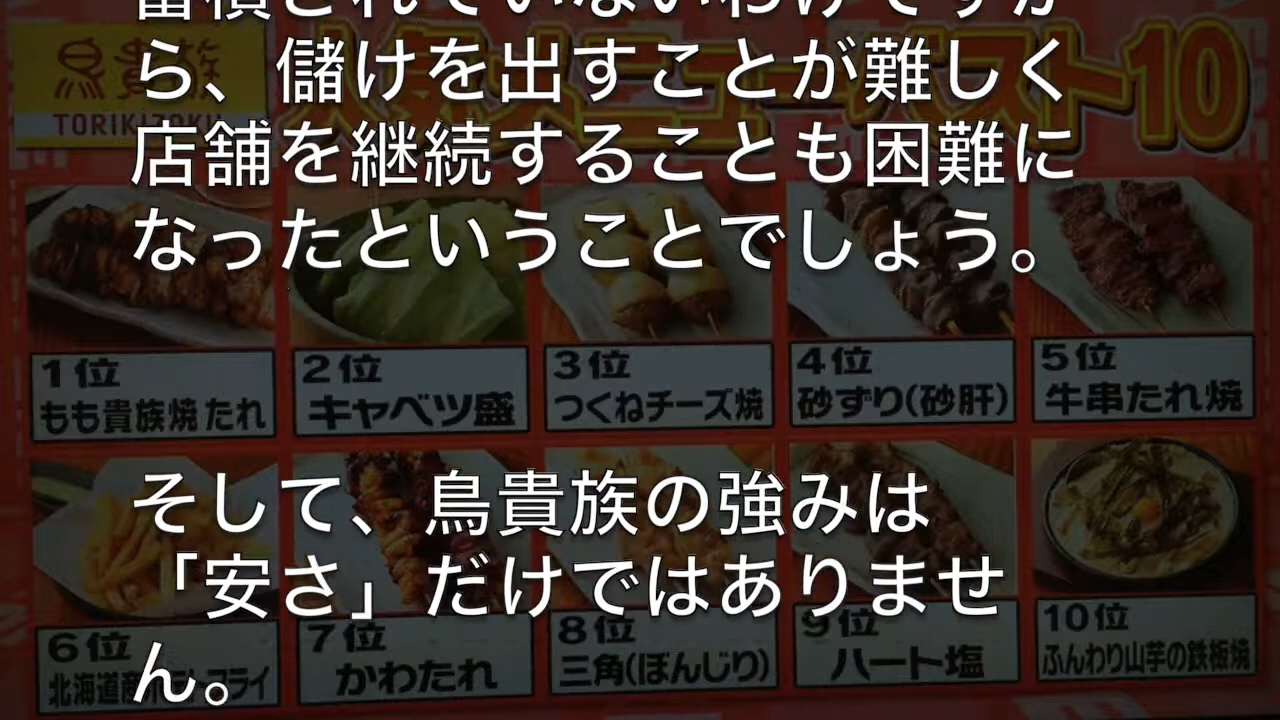 ら、儲けを出すことが難しく
店舗を継続することも困難に
なったということでしょう。
そして、鳥貴族の強みは
「安さ」だけではありませ
ん。
鳥貴族
TORIKIZOKU
10
1位
もも貴族焼 たれ
2位
キャベツ盛
3位
つくねチーズ焼
4位
砂ずり(砂肝)
5位
牛串たれ焼
6位
北海道
フライ
7位
かわたれ
8位
三角(ぼんじり)
9位
ハート塩
10位
ふんわり山芋の鉄板焼